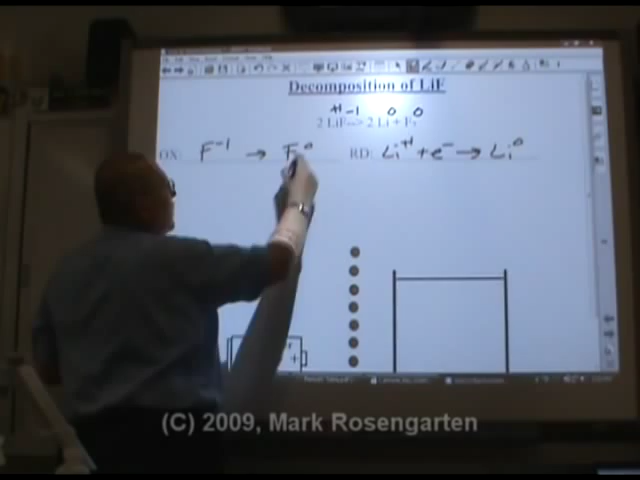 Decomposition of LiF
+1 -1 0 0
2 LiF --> 2 Li + F₂
OX: F⁻¹ → F⁰ RD: Li⁺¹ + e⁻ → Li⁰
+
(C) 2009, Mark Rosengarten